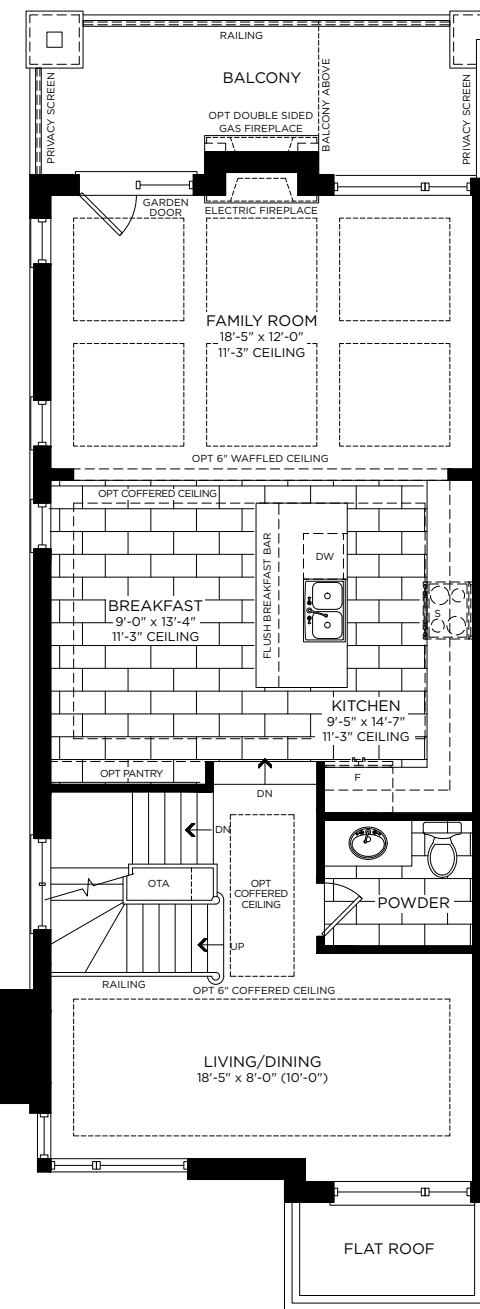 RAILING
BALCONY
PRIVACY SCREEN
BALCONY ABOVE
PRIVACY SCREEN
OPT DOUBLE SIDED
GAS FIREPLACE
GARDEN
DOOR
ELECTRIC FIREPLACE
FAMILY ROOM
18'-5" x 12'-0"
11'-3" CEILING
OPT 6" WAFFLED CEILING
OPT COFFERED CEILING
FLUSH BREAKFAST BAR
DW
BREAKFAST
9'-0" x 13'-4"
11'-3" CEILING
S
KITCHEN
9'-5" x 14'-7"
11'-3" CEILING
OPT PANTRY
F
DN
DN
OTA
OPT
COFFERED
CEILING
POWDER
UP
RAILING
OPT 6" COFFERED CEILING
LIVING/DINING
18'-5" x 8'-0" (10'-0")
FLAT ROOF